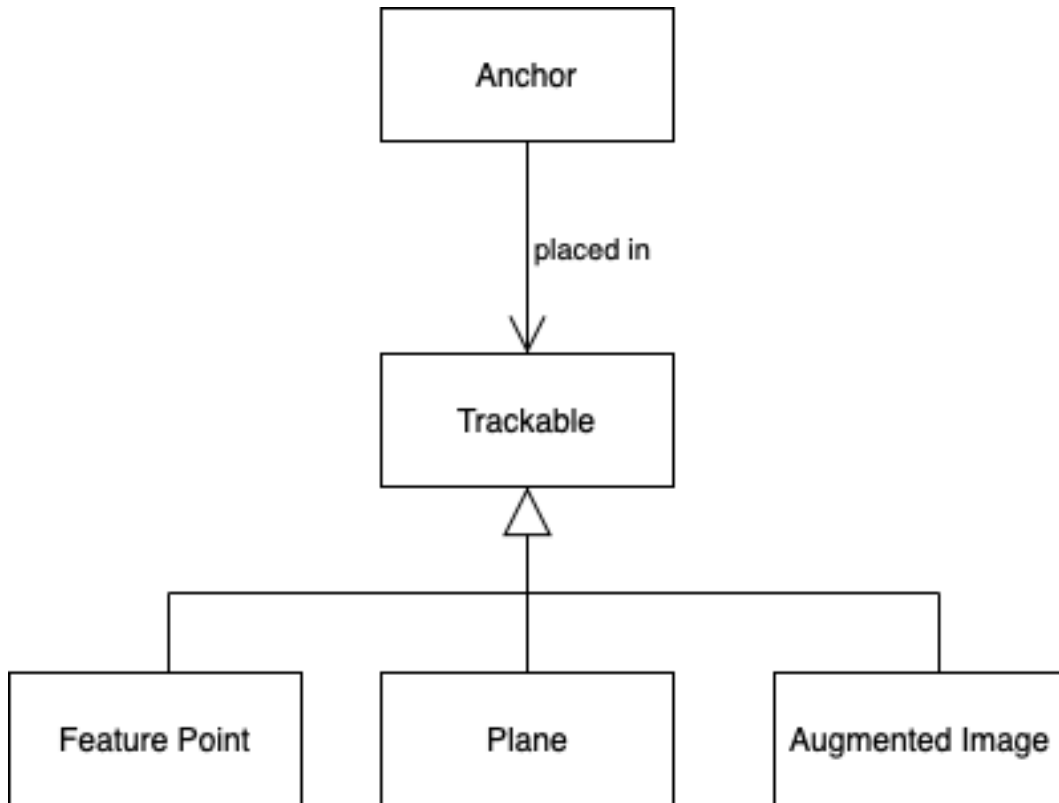 Anchor
placed in
Trackable
Feature Point
Plane
Augmented Image